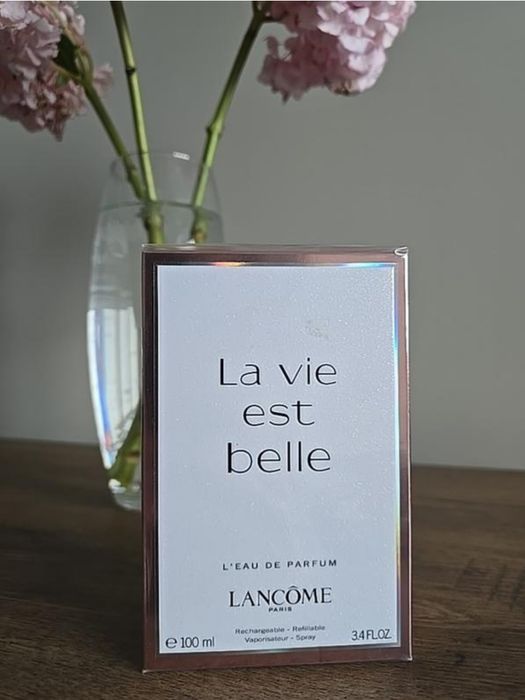 La vie
est
belle
L'EAU DE PARFUM
LANCÔME
PARIS
Rechargeable - Refillable
Vaporisateur - Spray
℮ 100 ml
3.4 FL.OZ.